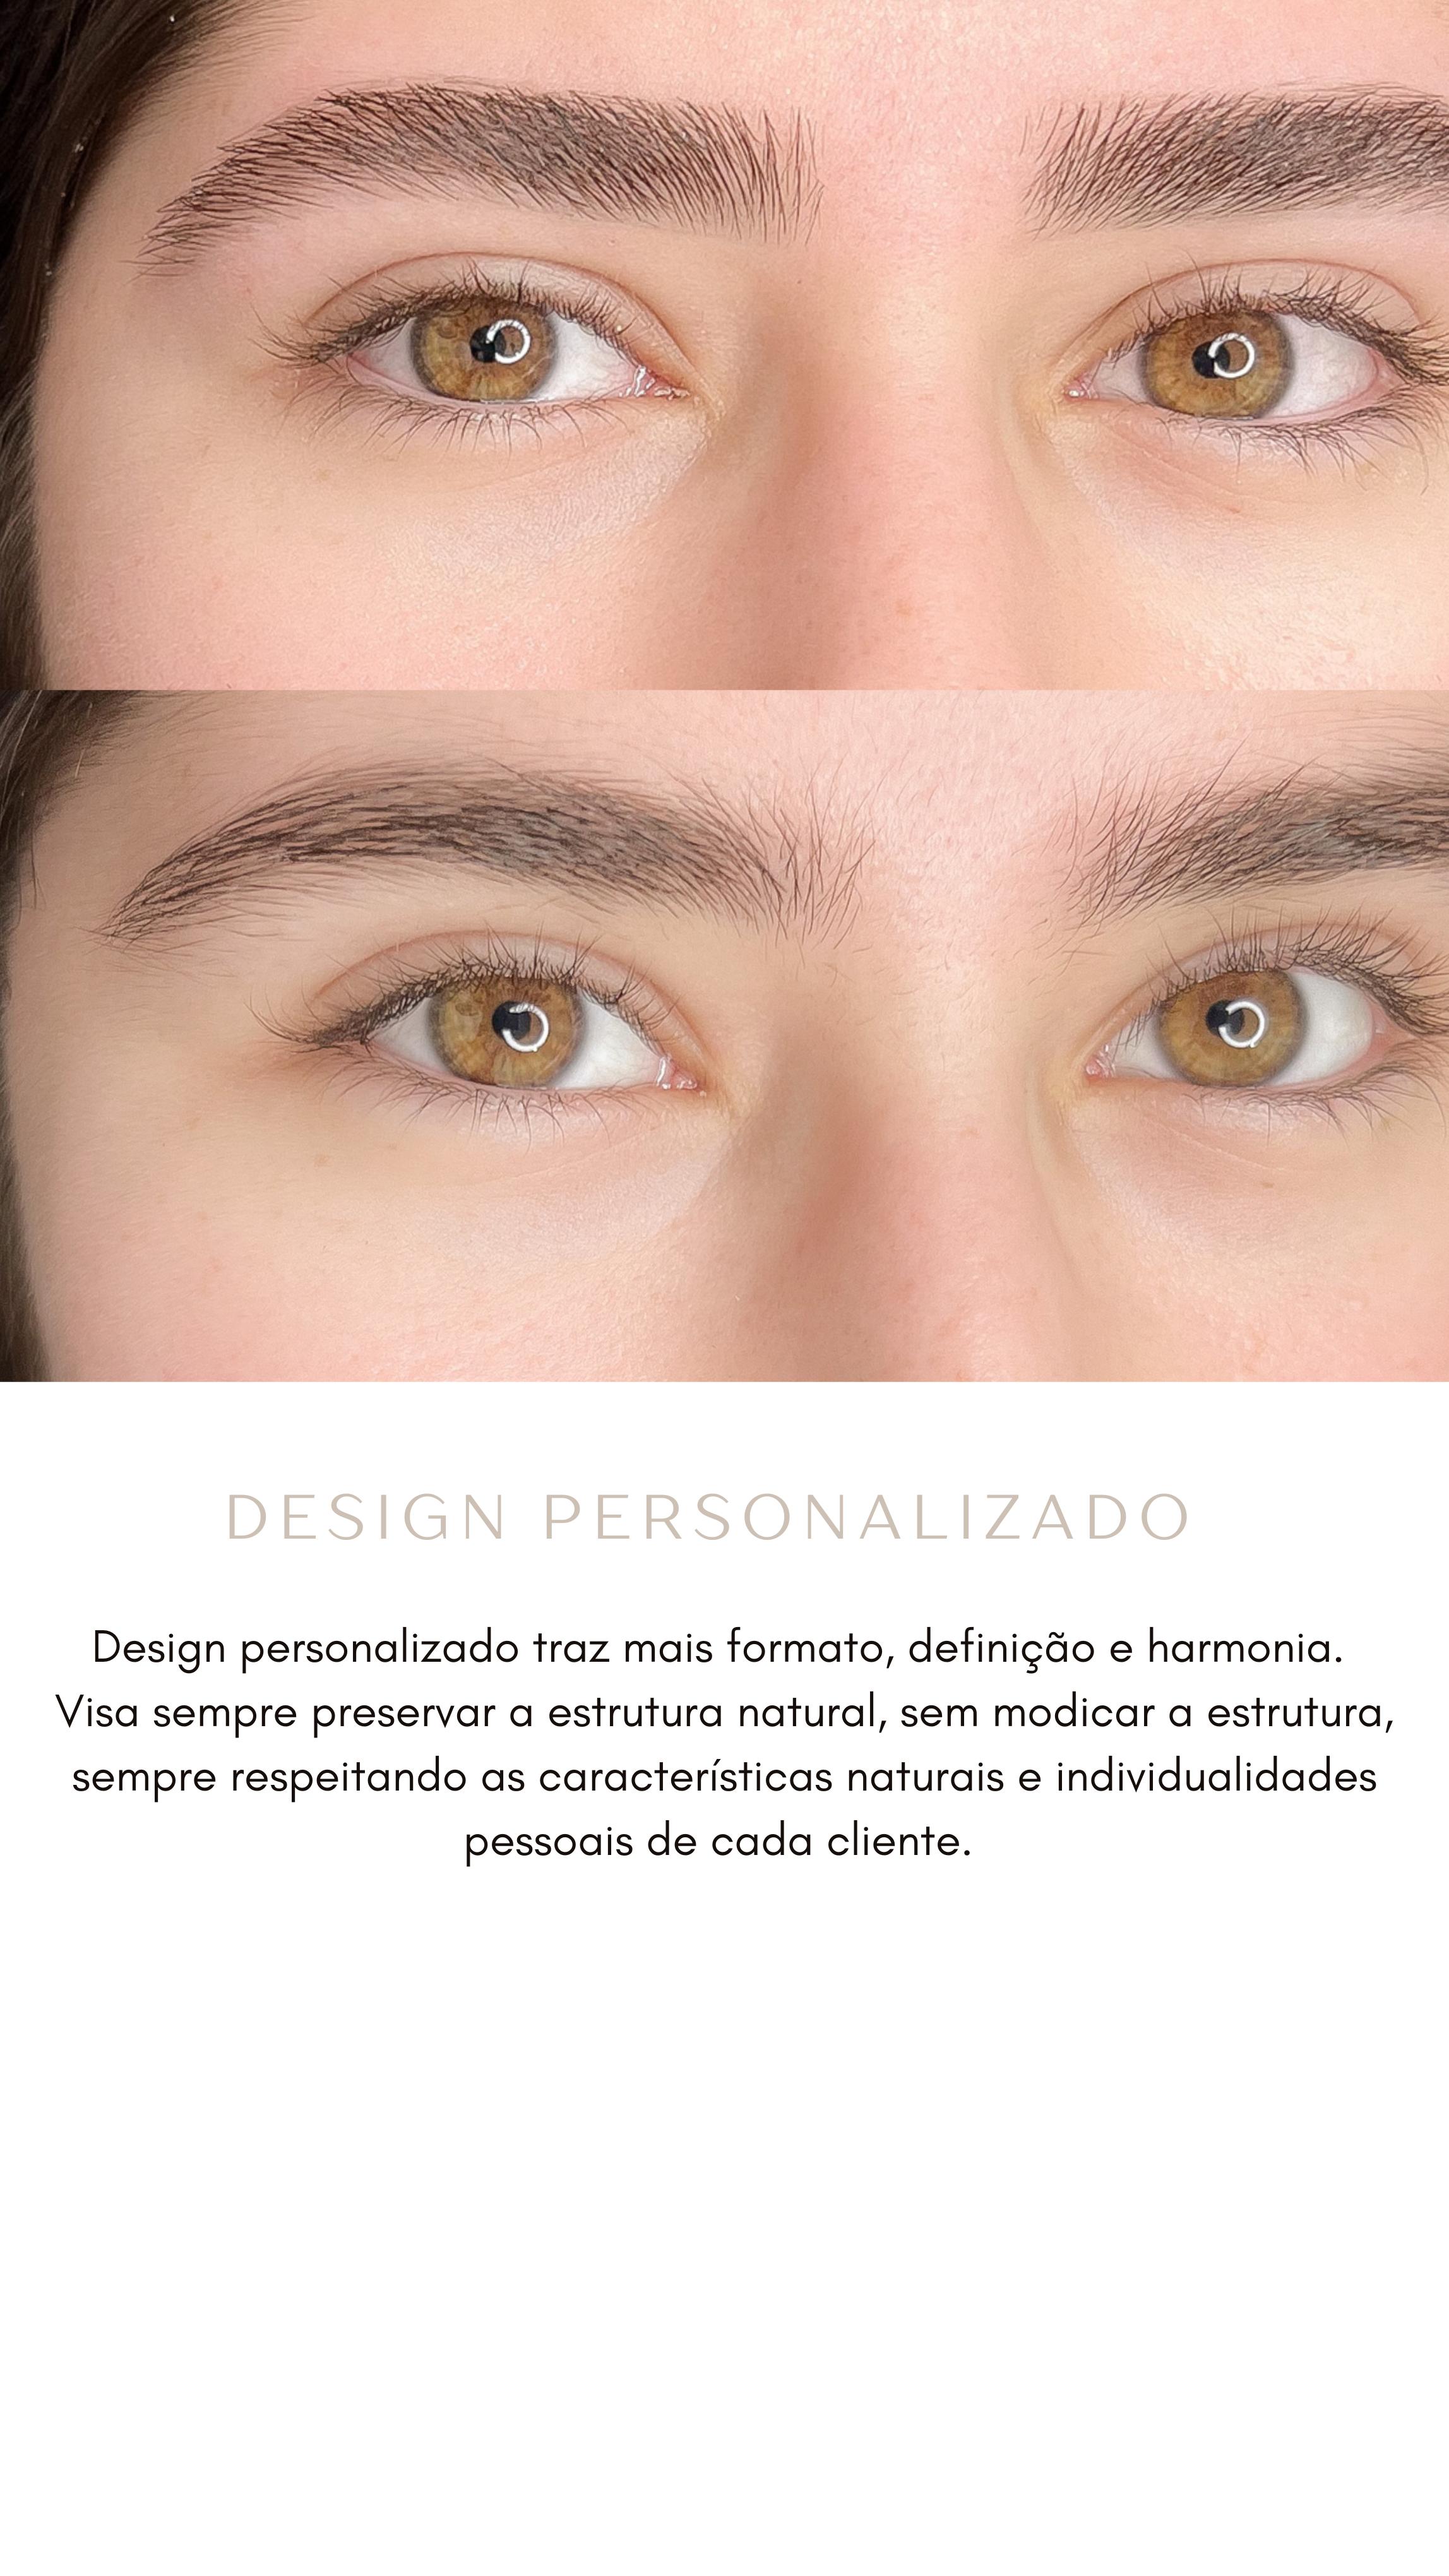 DESIGN PERSONALIZADO
Design personalizado traz mais formato, definição e harmonia.
Visa sempre preservar a estrutura natural, sem modicar a estrutura,
sempre respeitando as características naturais e individualidades
pessoais de cada cliente.